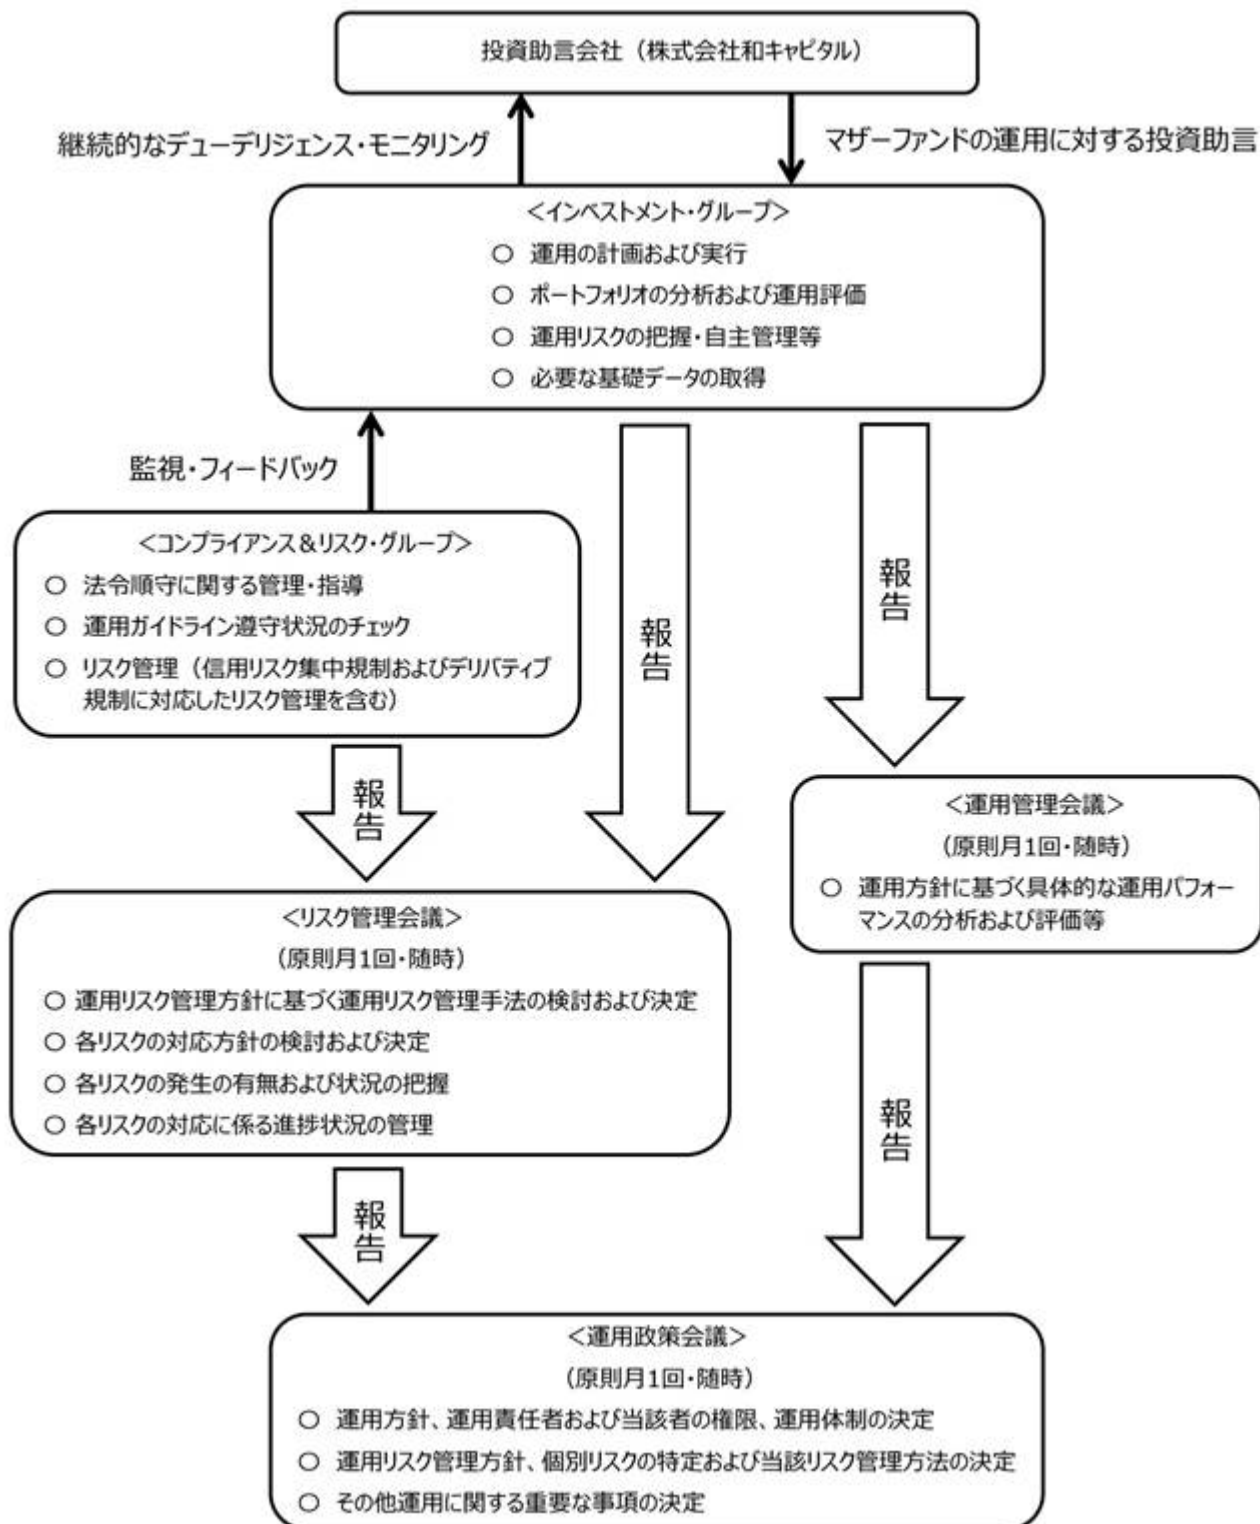 投資助言会社（株式会社和キャピタル）
継続的なデューデリジェンス・モニタリング
マザーファンドの運用に対する投資助言
＜インベストメント・グループ＞
○ 運用の計画および実行
○ ポートフォリオの分析および運用評価
○ 運用リスクの把握・自主管理等
○ 必要な基礎データの取得
監視・フィードバック
＜コンプライアンス＆リスク・グループ＞
○ 法令順守に関する管理・指導
○ 運用ガイドライン遵守状況のチェック
○ リスク管理（信用リスク集中規制およびデリバティブ
規制に対応したリスク管理を含む）
報告
報告
報告
＜運用管理会議＞
（原則月1回・随時）
○ 運用方針に基づく具体的な運用パフォー
マンスの分析および評価等
＜リスク管理会議＞
（原則月1回・随時）
○ 運用リスク管理方針に基づく運用リスク管理手法の検討および決定
○ 各リスクの対応方針の検討および決定
○ 各リスクの発生の有無および状況の把握
○ 各リスクの対応に係る進捗状況の管理
報告
報告
＜運用政策会議＞
（原則月1回・随時）
○ 運用方針、運用責任者および当該者の権限、運用体制の決定
○ 運用リスク管理方針、個別リスクの特定および当該リスク管理方法の決定
○ その他運用に関する重要な事項の決定